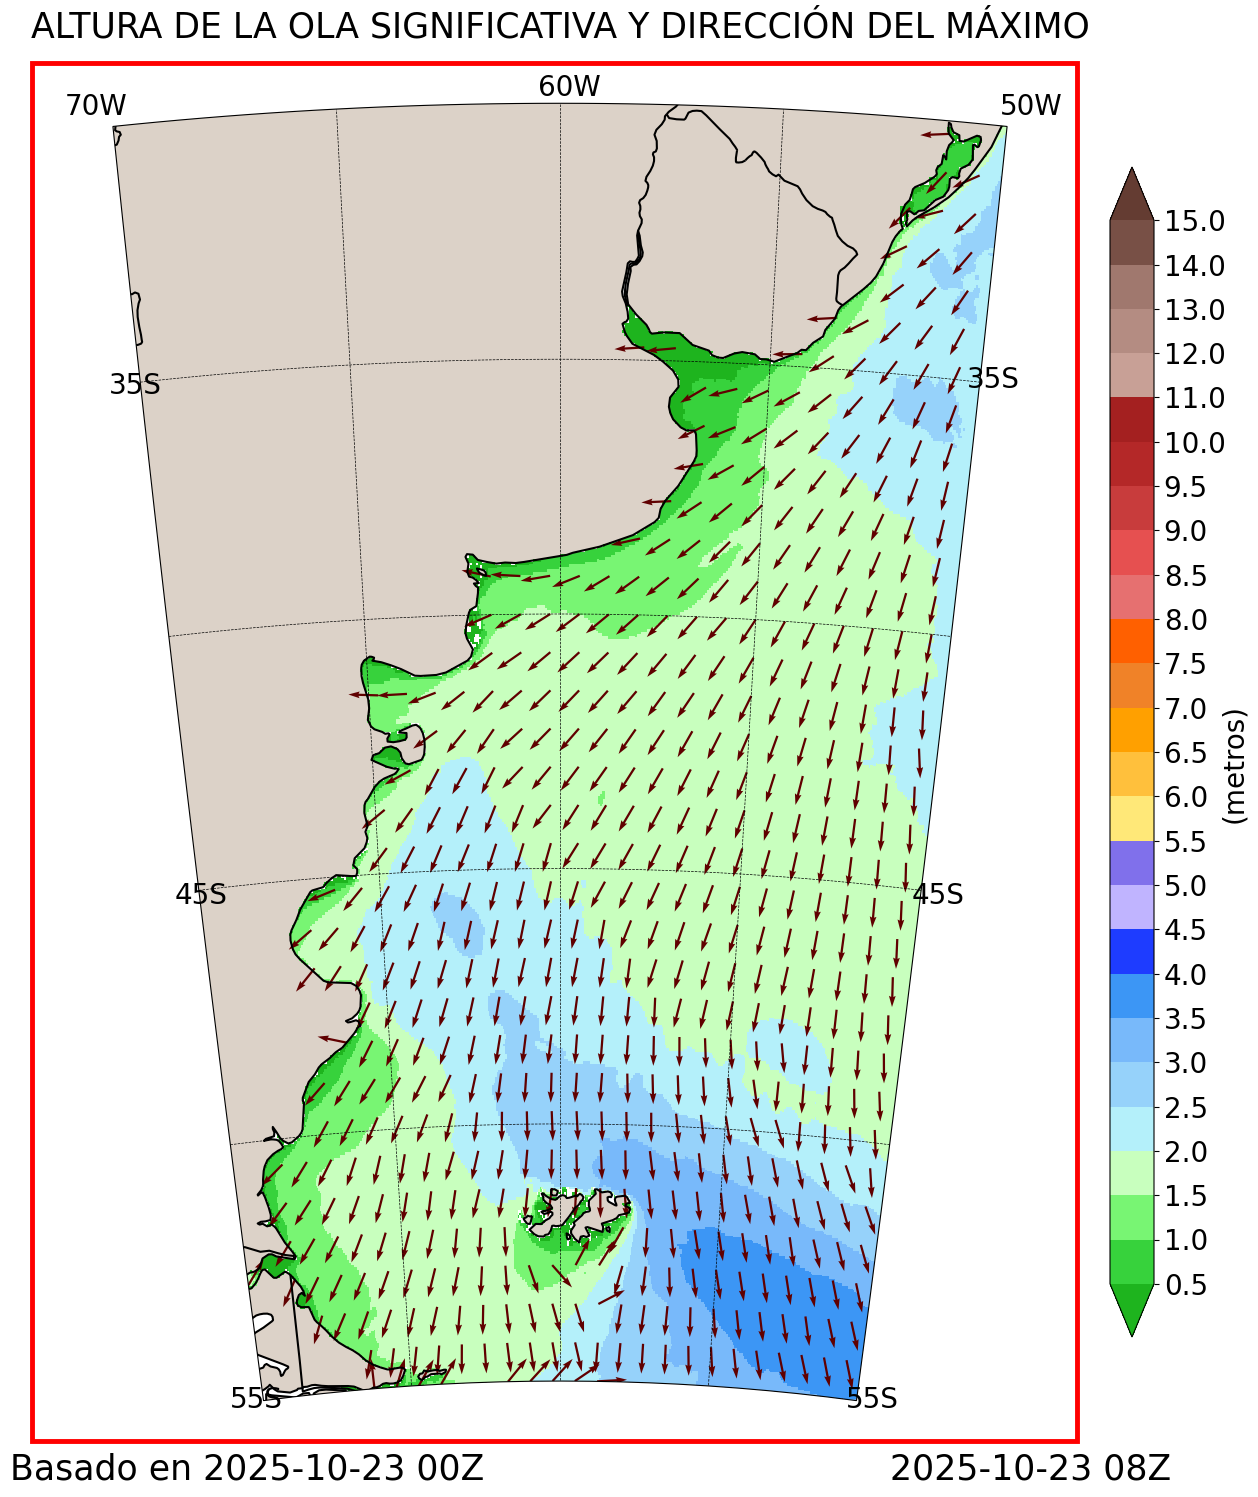 ALTURA DE LA OLA SIGNIFICATIVA Y DIRECCIÓN DEL MÁXIMO
70W
60W
50W
35S
35S
45S
45S
55S
55S
15.0
14.0
13.0
12.0
11.0
10.0
9.5
9.0
8.5
8.0
7.5
7.0
6.5
6.0
5.5
5.0
4.5
4.0
3.5
3.0
2.5
2.0
1.5
1.0
0.5
(metros)
Basado en 2025-10-23 00Z
2025-10-23 08Z